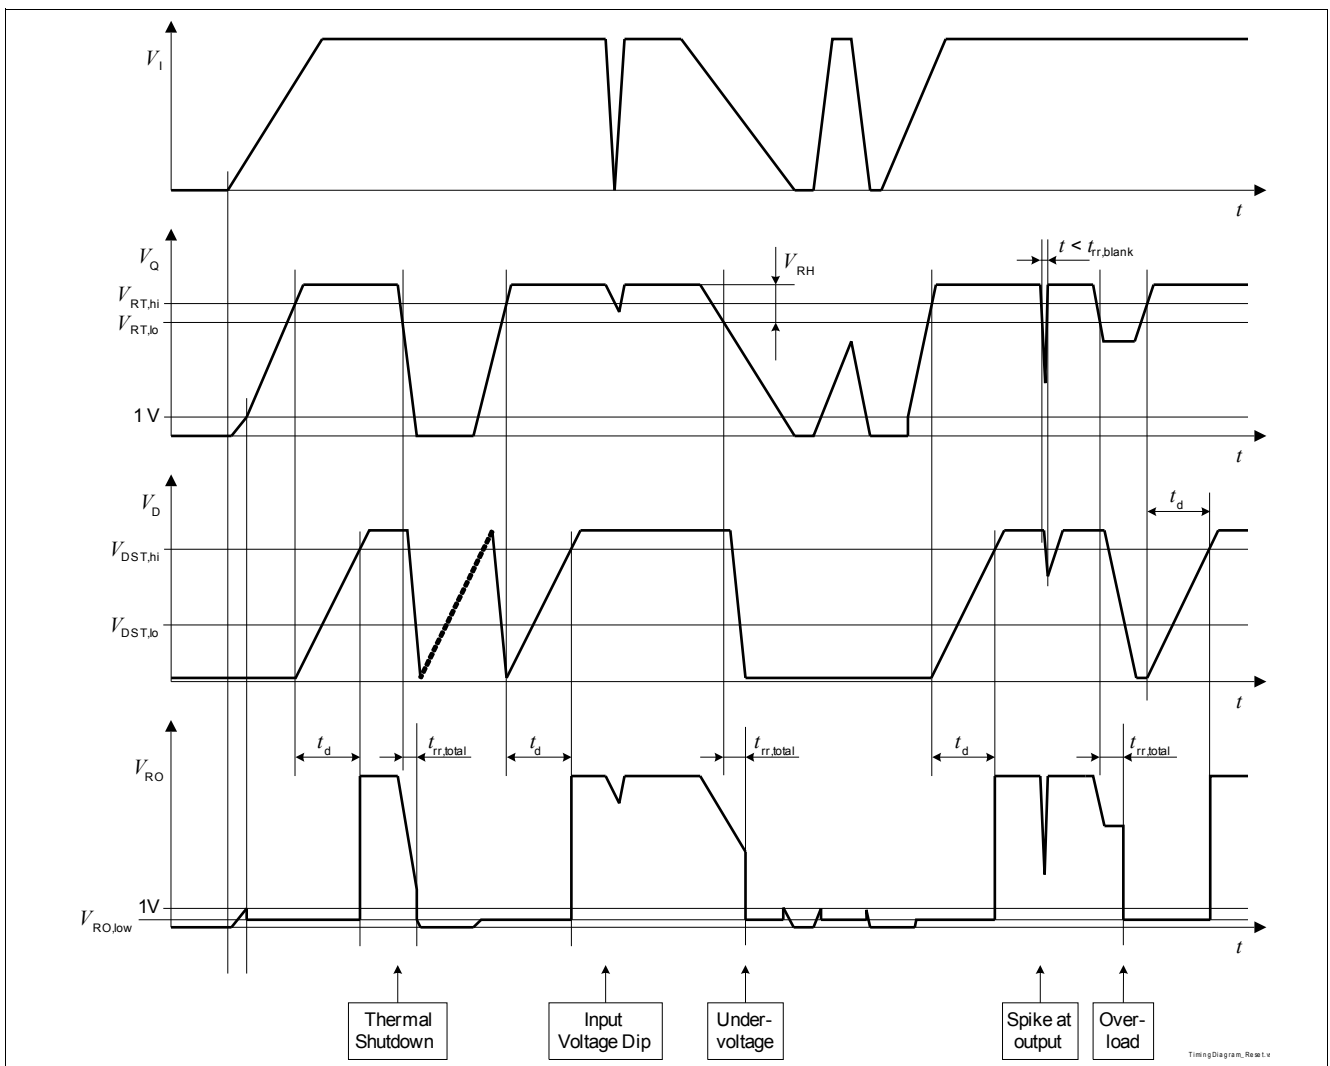 V_I
t
V_Q
t < t_rr,blank
V_RH
V_RT,hi
V_RT,lo
1 V
t
V_D
t_d
V_DST,hi
V_DST,lo
t
V_RO
t_d
t_rr,total
t_d
t_rr,total
t_d
t_rr,total
1V
V_RO,low
t
Thermal
Shutdown
Input
Voltage Dip
Under-
voltage
Spike at
output
Over-
load